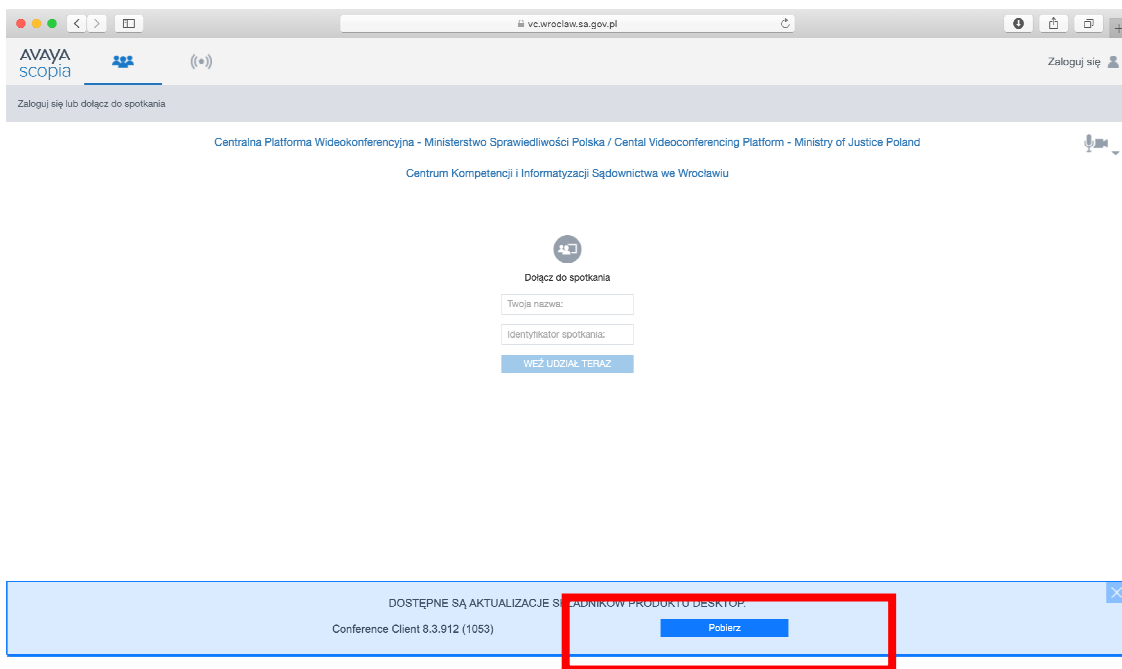 vc.wroclaw.sa.gov.pl
AVAYA
scopia
Zaloguj się
Zaloguj się lub dołącz do spotkania
Centralna Platforma Wideokonferencyjna - Ministerstwo Sprawiedliwości Polska / Cental Videoconferencing Platform - Ministry of Justice Poland
Centrum Kompetencji i Informatyzacji Sądownictwa we Wrocławiu
Dołącz do spotkania
Twoja nazwa:
Identyfikator spotkania:
WEŹ UDZIAŁ TERAZ
DOSTĘPNE SĄ AKTUALIZACJE SKŁADNIKÓW PRODUKTU DESKTOP.
Conference Client 8.3.912 (1053)
Pobierz